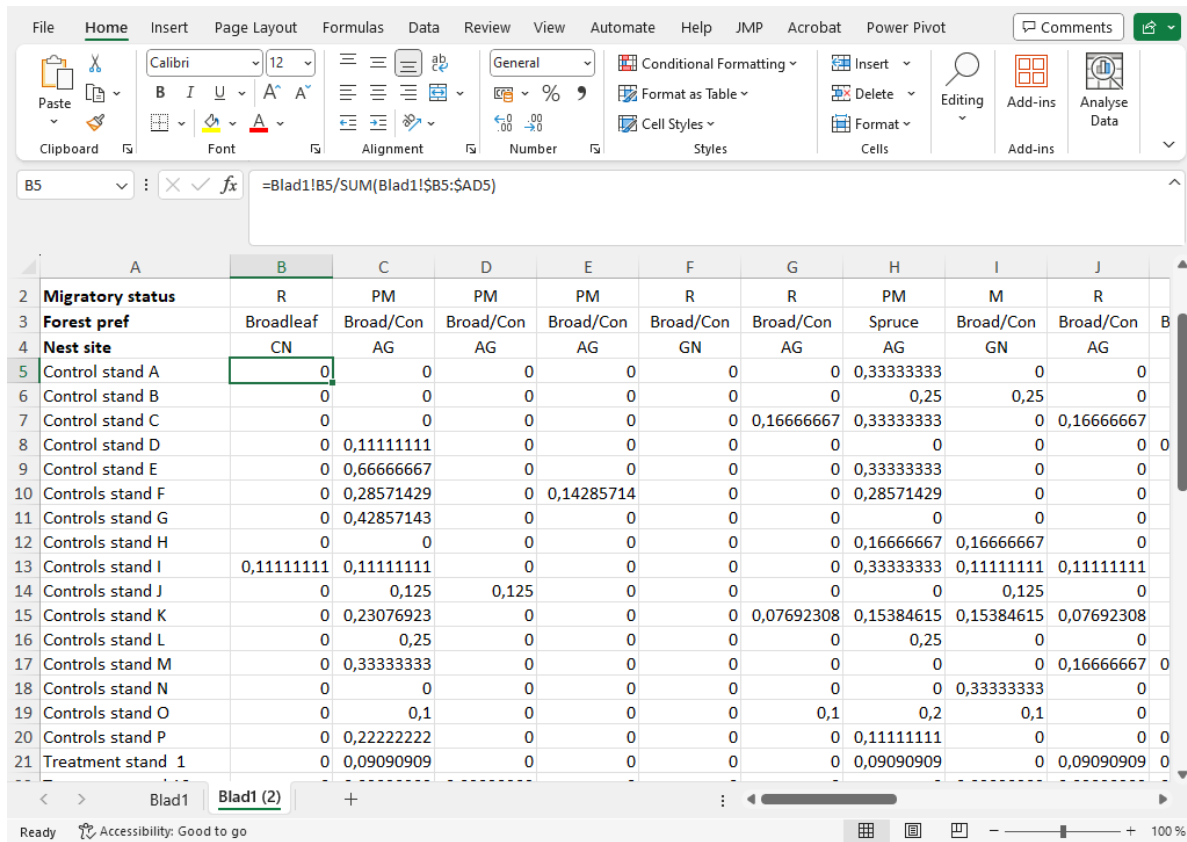 File Home Insert Page Layout Formulas Data Review View Automate Help JMP Acrobat Power Pivot Comments
Calibri 12 General Conditional Formatting Insert
Paste B I U A A % Format as Table Delete Editing Add-ins Analyse Data
A Cell Styles Format
Clipboard Font Alignment Number Styles Cells Add-ins
B5 fx =Blad1!B5/SUM(Blad1!$B5:$AD5)
A B C D E F G H I J
2 Migratory status R PM PM PM R R PM M R
3 Forest pref Broadleaf Broad/Con Broad/Con Broad/Con Broad/Con Broad/Con Spruce Broad/Con Broad/Con B
4 Nest site CN AG AG AG GN AG AG GN AG
5 Control stand A 0 0 0 0 0 0 0,33333333 0 0
6 Control stand B 0 0 0 0 0 0 0,25 0,25 0
7 Control stand C 0 0 0 0 0 0,16666667 0,33333333 0 0,16666667
8 Control stand D 0 0,11111111 0 0 0 0 0 0 0 0
9 Control stand E 0 0,66666667 0 0 0 0 0,33333333 0 0
10 Controls stand F 0 0,28571429 0 0,14285714 0 0 0,28571429 0 0
11 Controls stand G 0 0,42857143 0 0 0 0 0 0 0
12 Controls stand H 0 0 0 0 0 0 0,16666667 0,16666667 0
13 Controls stand I 0,11111111 0,11111111 0 0 0 0 0,33333333 0,11111111 0,11111111
14 Controls stand J 0 0,125 0,125 0 0 0 0 0,125 0
15 Controls stand K 0 0,23076923 0 0 0 0,07692308 0,15384615 0,15384615 0,07692308
16 Controls stand L 0 0,25 0 0 0 0 0,25 0 0
17 Controls stand M 0 0,33333333 0 0 0 0 0 0 0,16666667 0
18 Controls stand N 0 0 0 0 0 0 0 0,33333333 0
19 Controls stand O 0 0,1 0 0 0 0,1 0,2 0,1 0
20 Controls stand P 0 0,22222222 0 0 0 0 0,11111111 0 0 0
21 Treatment stand 1 0 0,09090909 0 0 0 0 0,09090909 0 0,09090909 0
Blad1 Blad1 (2) +
Ready Accessibility: Good to go - + 100 %